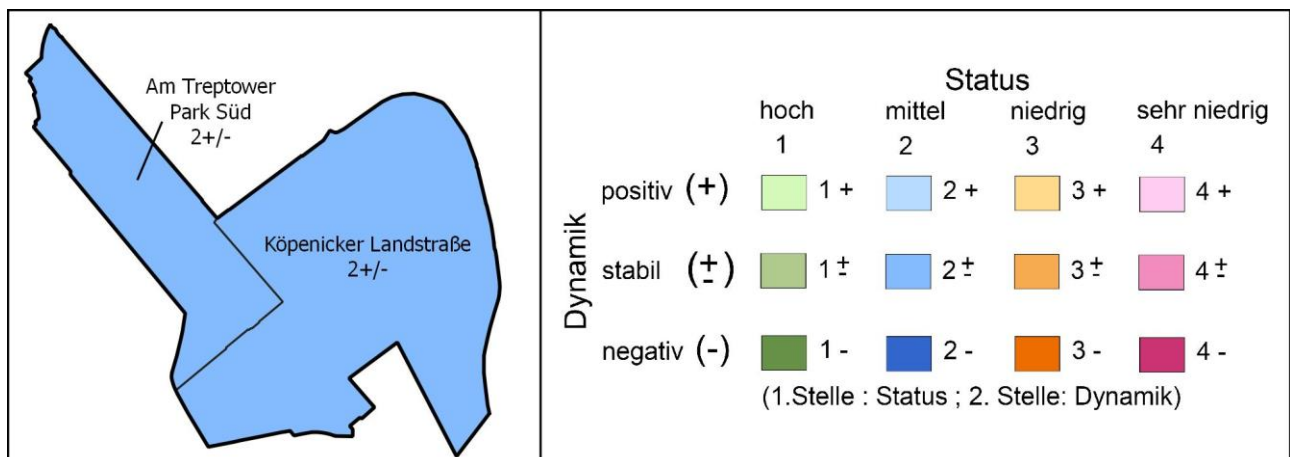 Am Treptower
Park Süd
2+/-
Köpenicker Landstraße
2+/-
Status
hoch mittel niedrig sehr niedrig
1 2 3 4
Dynamik
positiv (+) 1 + 2 + 3 + 4 +
stabil (±) 1 ± 2 ± 3 ± 4 ±
negativ (-) 1 - 2 - 3 - 4 -
(1.Stelle : Status ; 2. Stelle: Dynamik)